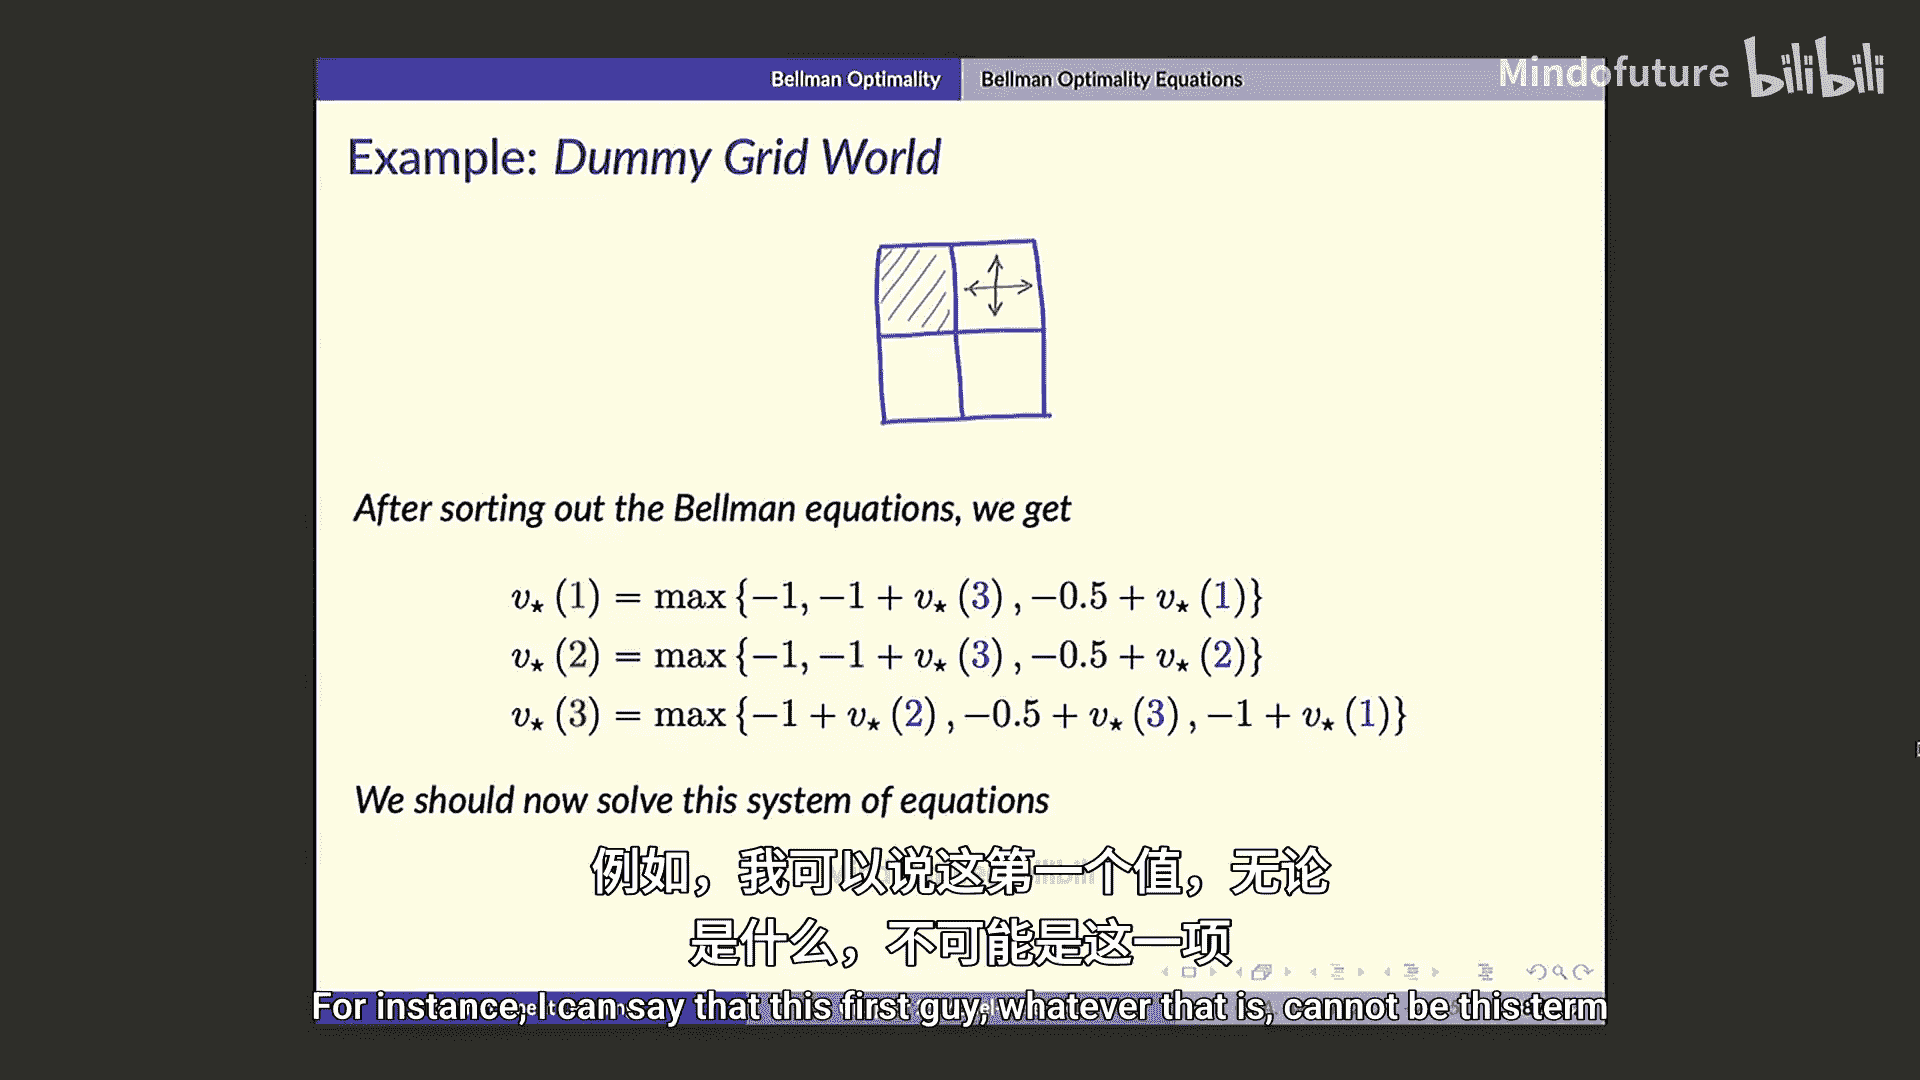 Bellman Optimality
Bellman Optimality Equations
Mindofuture bilibili
Example: Dummy Grid World
After sorting out the Bellman equations, we get
v⋆ (1) = max {−1, −1 + v⋆ (3) , −0.5 + v⋆ (1)}
v⋆ (2) = max {−1, −1 + v⋆ (3) , −0.5 + v⋆ (2)}
v⋆ (3) = max {−1 + v⋆ (2) , −0.5 + v⋆ (3) , −1 + v⋆ (1)}
We should now solve this system of equations
例如，我可以说这第一个值，无论
是什么，不可能是这一项
For instance, I can say that this first guy, whatever that is, cannot be this term